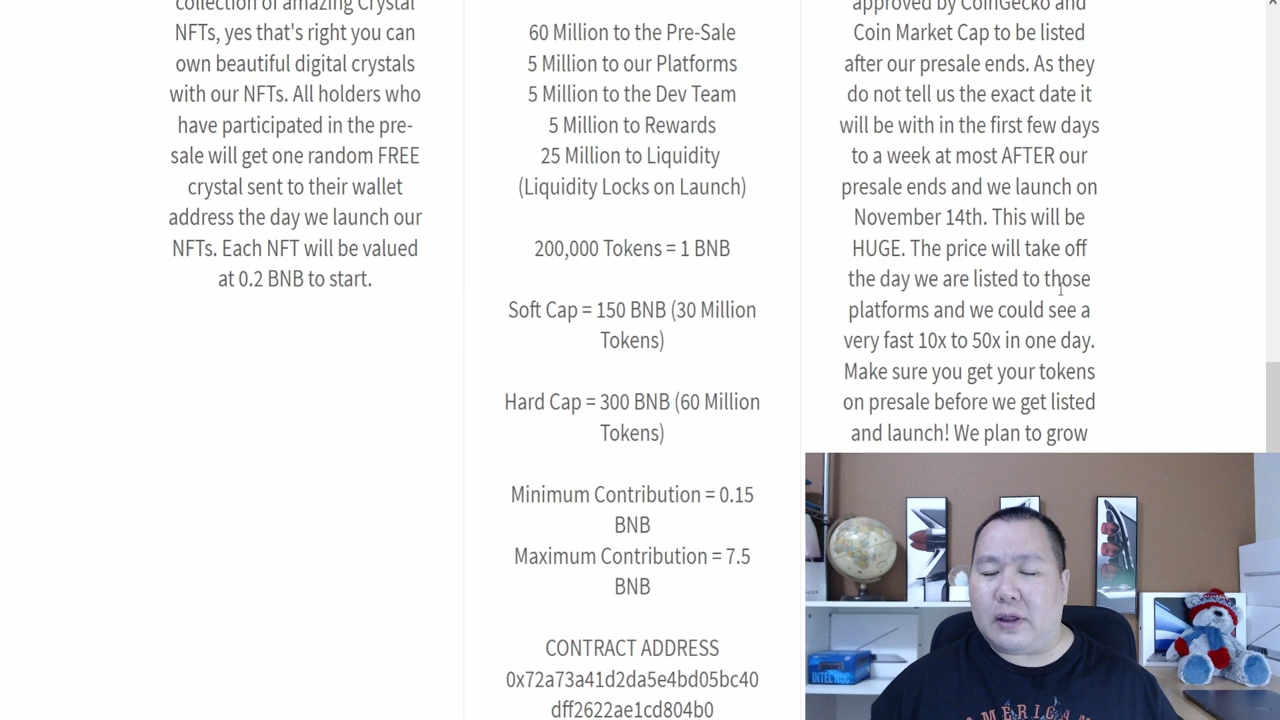 collection of amazing Crystal
NFTs, yes that's right you can
own beautiful digital crystals
with our NFTs. All holders who
have participated in the pre-
sale will get one random FREE
crystal sent to their wallet
address the day we launch our
NFTs. Each NFT will be valued
at 0.2 BNB to start.
60 Million to the Pre-Sale
5 Million to our Platforms
5 Million to the Dev Team
5 Million to Rewards
25 Million to Liquidity
(Liquidity Locks on Launch)
200,000 Tokens = 1 BNB
Soft Cap = 150 BNB (30 Million
Tokens)
Hard Cap = 300 BNB (60 Million
Tokens)
Minimum Contribution = 0.15
BNB
Maximum Contribution = 7.5
BNB
CONTRACT ADDRESS
0x72a73a41d2da5e4bd05bc40
dff2622ae1cd804b0
approved by CoinGecko and
Coin Market Cap to be listed
after our presale ends. As they
do not tell us the exact date it
will be with in the first few days
to a week at most AFTER our
presale ends and we launch on
November 14th. This will be
HUGE. The price will take off
the day we are listed to those
platforms and we could see a
very fast 10x to 50x in one day.
Make sure you get your tokens
on presale before we get listed
and launch! We plan to grow
INTEL NUC
AMERICAN